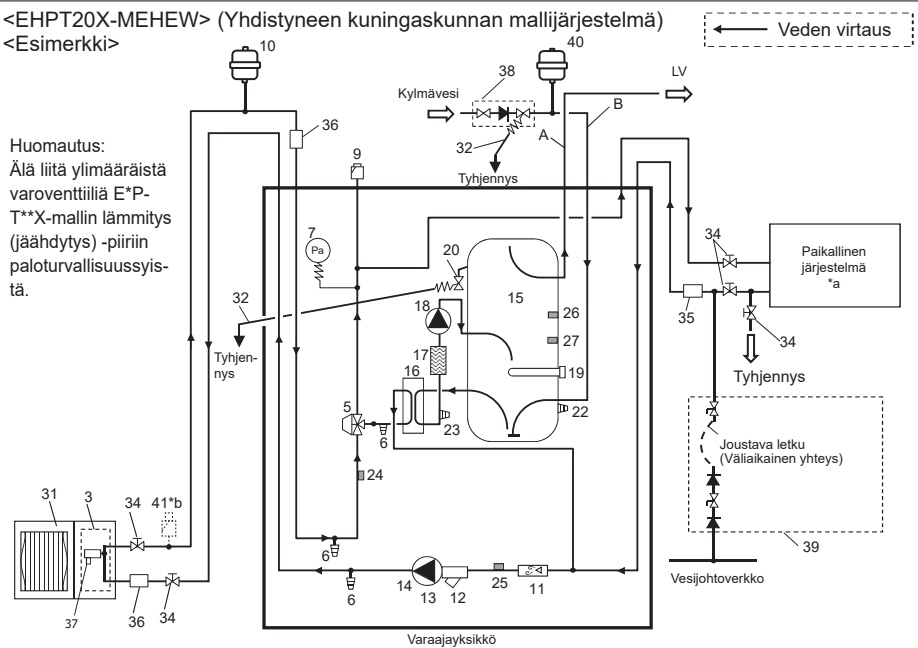 <EHPT20X-MEHEW> (Yhdistyneen kuningaskunnan mallijärjestelmä)
<Esimerkki>
Veden virtaus
10
40
38
LV
Kylmävesi
B
A
36
32
Tyhjennys
Huomautus:
Älä liitä ylimääräistä
varoventtiiliä E*P-
T**X-mallin lämmitys
(jäähdytys) -piiriin
paloturvallisuussyis-
tä.
9
7
Pa
20
34
Paikallinen
järjestelmä
*a
15
32
18
26
35
34
27
Tyhjen-
nys
17
16
19
Tyhjennys
5
22
6
23
Joustava letku
(Väliaikainen yhteys)
24
31
3
41*b
34
39
6
6
14
13
12
25
11
37
36
34
Vesijohtoverkko
Varaajayksikkö